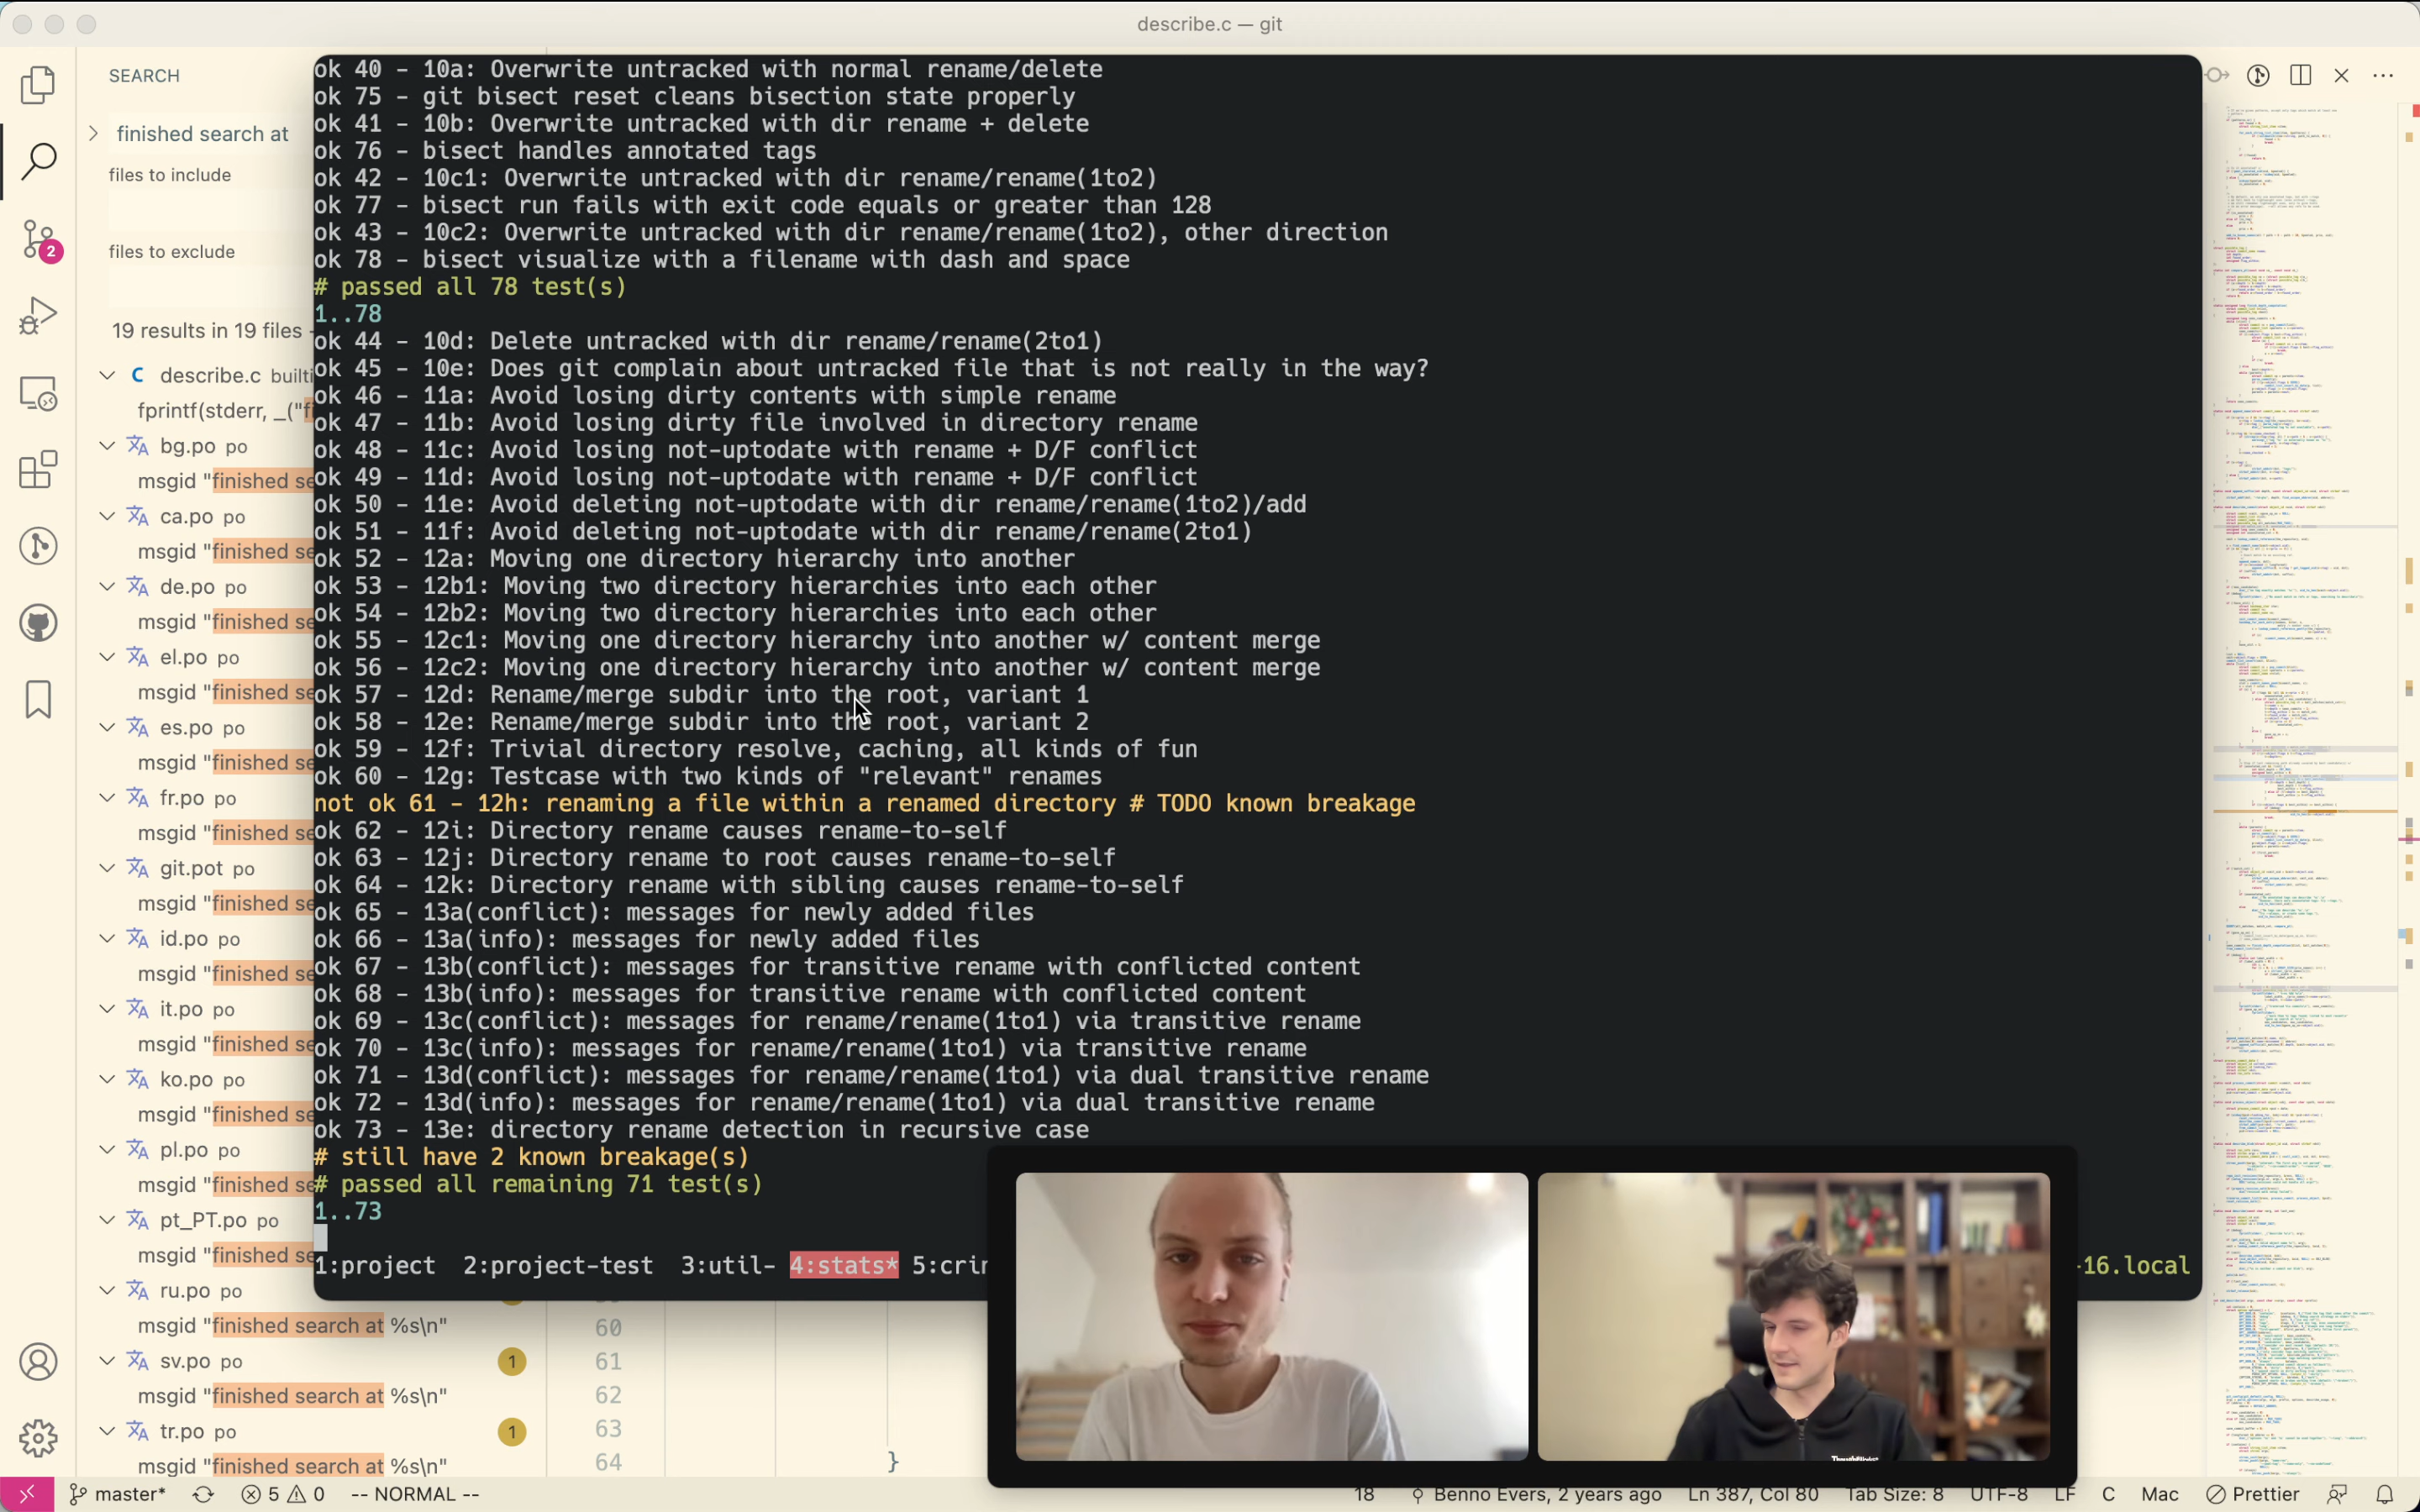 describe.c — git
SEARCH
finished search at
files to include
files to exclude
19 results in 19 files -
describe.c builti
fprintf(stderr, _("fi
bg.po po
msgid "finished se
ca.po po
msgid "finished se
de.po po
msgid "finished se
el.po po
msgid "finished se
es.po po
msgid "finished se
fr.po po
msgid "finished se
git.pot po
msgid "finished se
id.po po
msgid "finished se
it.po po
msgid "finished se
ko.po po
msgid "finished se
pl.po po
msgid "finished se
pt_PT.po po
msgid "finished se
ru.po po
msgid "finished search at %s\n"
sv.po po 1
msgid "finished search at %s\n"
tr.po po 1
msgid "finished search at %s\n"
2
ok 40 - 10a: Overwrite untracked with normal rename/delete
ok 75 - git bisect reset cleans bisection state properly
ok 41 - 10b: Overwrite untracked with dir rename + delete
ok 76 - bisect handles annotated tags
ok 42 - 10c1: Overwrite untracked with dir rename/rename(1to2)
ok 77 - bisect run fails with exit code equals or greater than 128
ok 43 - 10c2: Overwrite untracked with dir rename/rename(1to2), other direction
ok 78 - bisect visualize with a filename with dash and space
# passed all 78 test(s)
1..78
ok 44 - 10d: Delete untracked with dir rename/rename(2to1)
ok 45 - 10e: Does git complain about untracked file that is not really in the way?
ok 46 - 11a: Avoid losing dirty contents with simple rename
ok 47 - 11b: Avoid losing dirty file involved in directory rename
ok 48 - 11c: Avoid losing not-uptodate with rename + D/F conflict
ok 49 - 11d: Avoid losing not-uptodate with rename + D/F conflict
ok 50 - 11e: Avoid deleting not-uptodate with dir rename/rename(1to2)/add
ok 51 - 11f: Avoid deleting not-uptodate with dir rename/rename(2to1)
ok 52 - 12a: Moving one directory hierarchy into another
ok 53 - 12b1: Moving two directory hierarchies into each other
ok 54 - 12b2: Moving two directory hierarchies into each other
ok 55 - 12c1: Moving one directory hierarchy into another w/ content merge
ok 56 - 12c2: Moving one directory hierarchy into another w/ content merge
ok 57 - 12d: Rename/merge subdir into the root, variant 1
ok 58 - 12e: Rename/merge subdir into the root, variant 2
ok 59 - 12f: Trivial directory resolve, caching, all kinds of fun
ok 60 - 12g: Testcase with two kinds of "relevant" renames
not ok 61 - 12h: renaming a file within a renamed directory # TODO known breakage
ok 62 - 12i: Directory rename causes rename-to-self
ok 63 - 12j: Directory rename to root causes rename-to-self
ok 64 - 12k: Directory rename with sibling causes rename-to-self
ok 65 - 13a(conflict): messages for newly added files
ok 66 - 13a(info): messages for newly added files
ok 67 - 13b(conflict): messages for transitive rename with conflicted content
ok 68 - 13b(info): messages for transitive rename with conflicted content
ok 69 - 13c(conflict): messages for rename/rename(1to1) via transitive rename
ok 70 - 13c(info): messages for rename/rename(1to1) via transitive rename
ok 71 - 13d(conflict): messages for rename/rename(1to1) via dual transitive rename
ok 72 - 13d(info): messages for rename/rename(1to1) via dual transitive rename
ok 73 - 13e: directory rename detection in recursive case
# still have 2 known breakage(s)
# passed all remaining 71 test(s)
1..73
1:project 2:project-test 3:util- 4:stats* 5:crin -16.local
60
61
62
63
64 }
master* 5 0 -- NORMAL -- 18 Benno Evers, 2 years ago Ln 387, Col 80 Tab Size: 8 UTF-8 LF C Mac Prettier